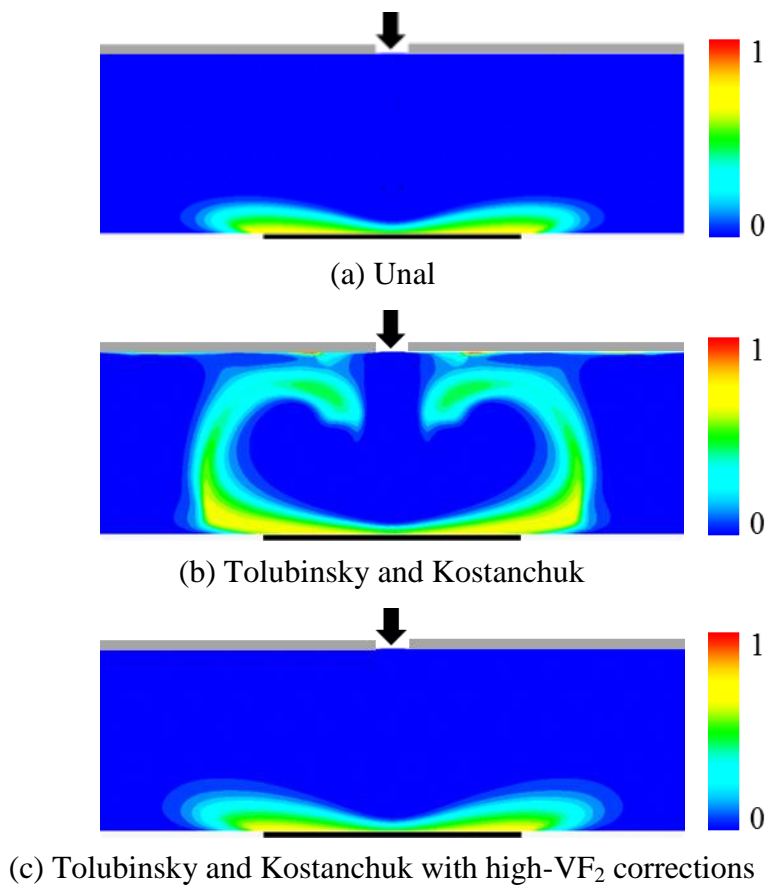 1
0
(a) Unal
1
0
(b) Tolubinsky and Kostanchuk
1
0
(c) Tolubinsky and Kostanchuk with high-VF₂ corrections